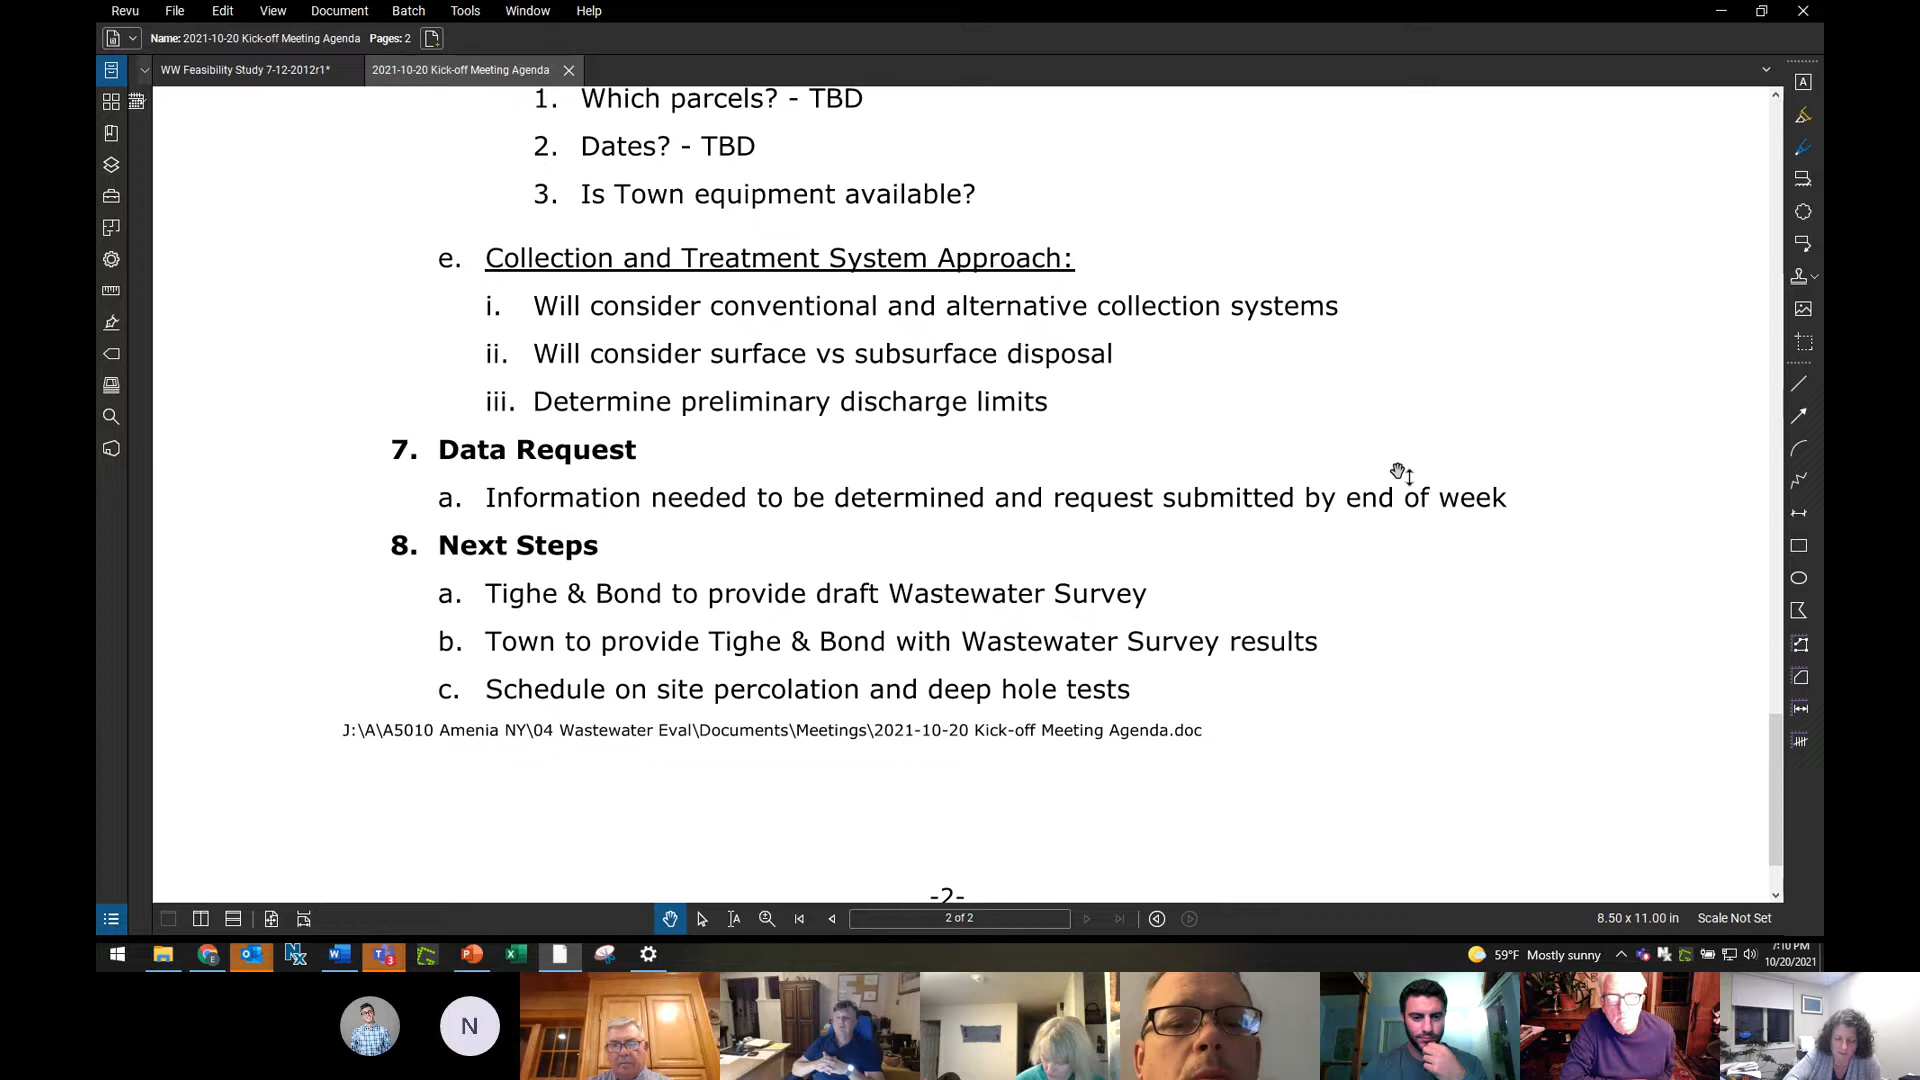 Revu File Edit View Document Batch Tools Window Help
Name: 2021-10-20 Kick-off Meeting Agenda Pages: 2
WW Feasibility Study 7-12-2012r1* 2021-10-20 Kick-off Meeting Agenda
1. Which parcels? - TBD
2. Dates? - TBD
3. Is Town equipment available?
e. Collection and Treatment System Approach:
i. Will consider conventional and alternative collection systems
ii. Will consider surface vs subsurface disposal
iii. Determine preliminary discharge limits
7. Data Request
a. Information needed to be determined and request submitted by end of week
8. Next Steps
a. Tighe & Bond to provide draft Wastewater Survey
b. Town to provide Tighe & Bond with Wastewater Survey results
c. Schedule on site percolation and deep hole tests
J:\A\A5010 Amenia NY\04 Wastewater Eval\Documents\Meetings\2021-10-20 Kick-off Meeting Agenda.doc
-2-
2 of 2 8.50 x 11.00 in Scale Not Set
59°F Mostly sunny 7:10 PM
10/20/2021
N